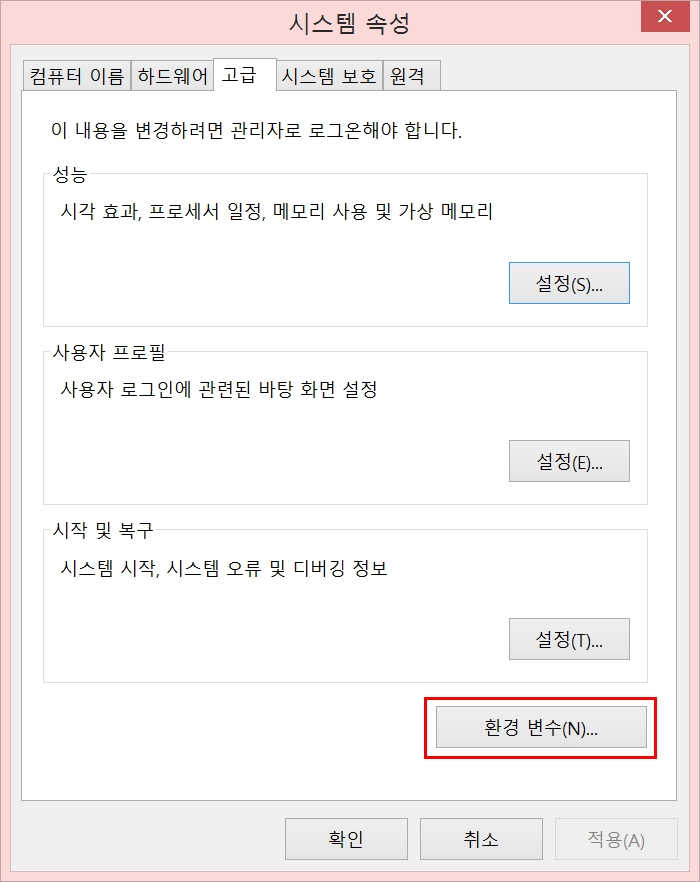 시스템 속성
컴퓨터 이름 하드웨어 고급 시스템 보호 원격
이 내용을 변경하려면 관리자로 로그온해야 합니다.
성능
시각 효과, 프로세서 일정, 메모리 사용 및 가상 메모리
설정(S)...
사용자 프로필
사용자 로그인에 관련된 바탕 화면 설정
설정(E)...
시작 및 복구
시스템 시작, 시스템 오류 및 디버깅 정보
설정(T)...
환경 변수(N)...
확인 취소 적용(A)